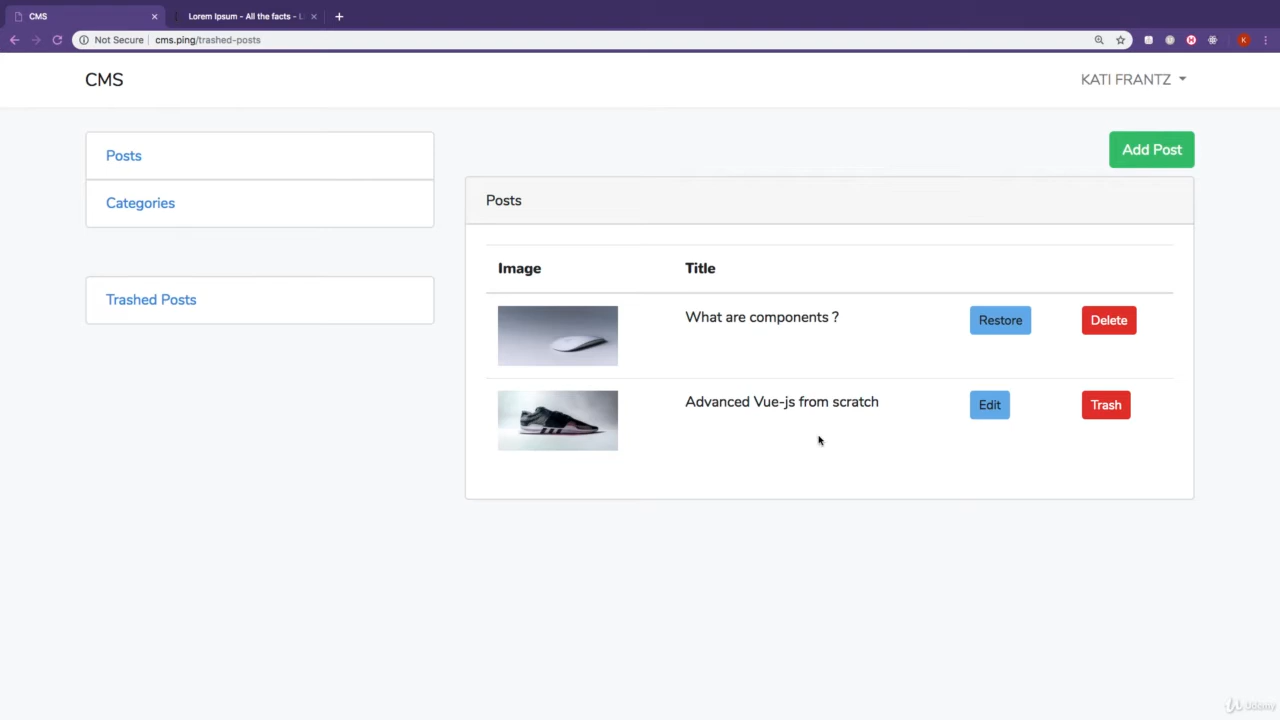 CMS
Lorem Ipsum - All the facts - L
Not Secure
cms.ping/trashed-posts
K
CMS
KATI FRANTZ
Posts
Categories
Trashed Posts
Add Post
Posts
Image Title
What are components ? Restore Delete
Advanced Vue-js from scratch Edit Trash
Udemy